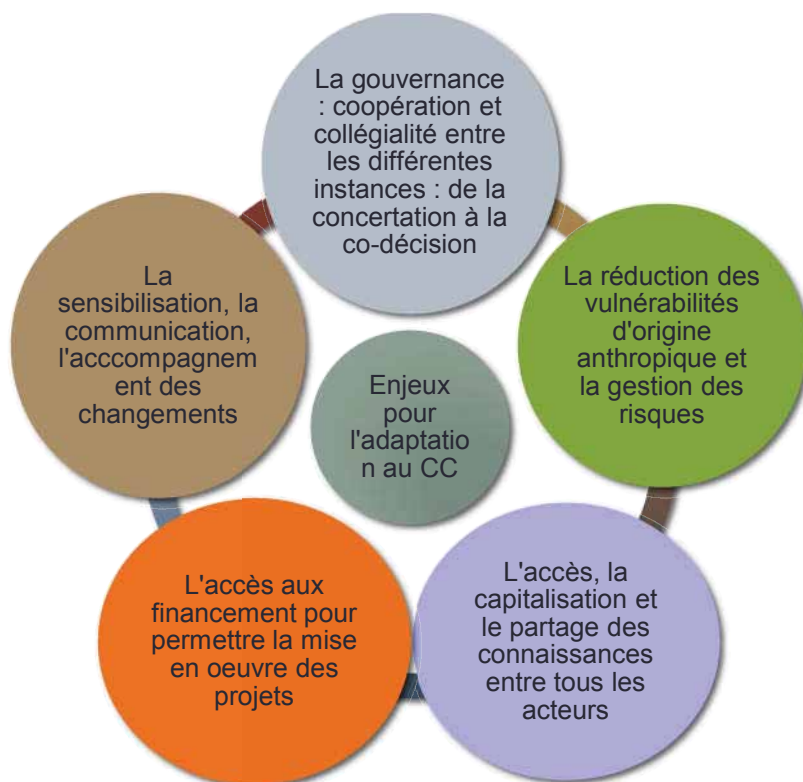 La gouvernance
: coopération et
collégialité entre
les différentes
instances : de la
concertation à la
co-décision
La réduction des
vulnérabilités
d'origine
anthropique et
la gestion des
risques
L'accès, la
capitalisation et
le partage des
connaissances
entre tous les
acteurs
L'accès aux
financement pour
permettre la mise
en oeuvre des
projets
La
sensibilisation, la
communication,
l'acccompagnem
ent des
changements
Enjeux
pour
l'adaptatio
n au CC